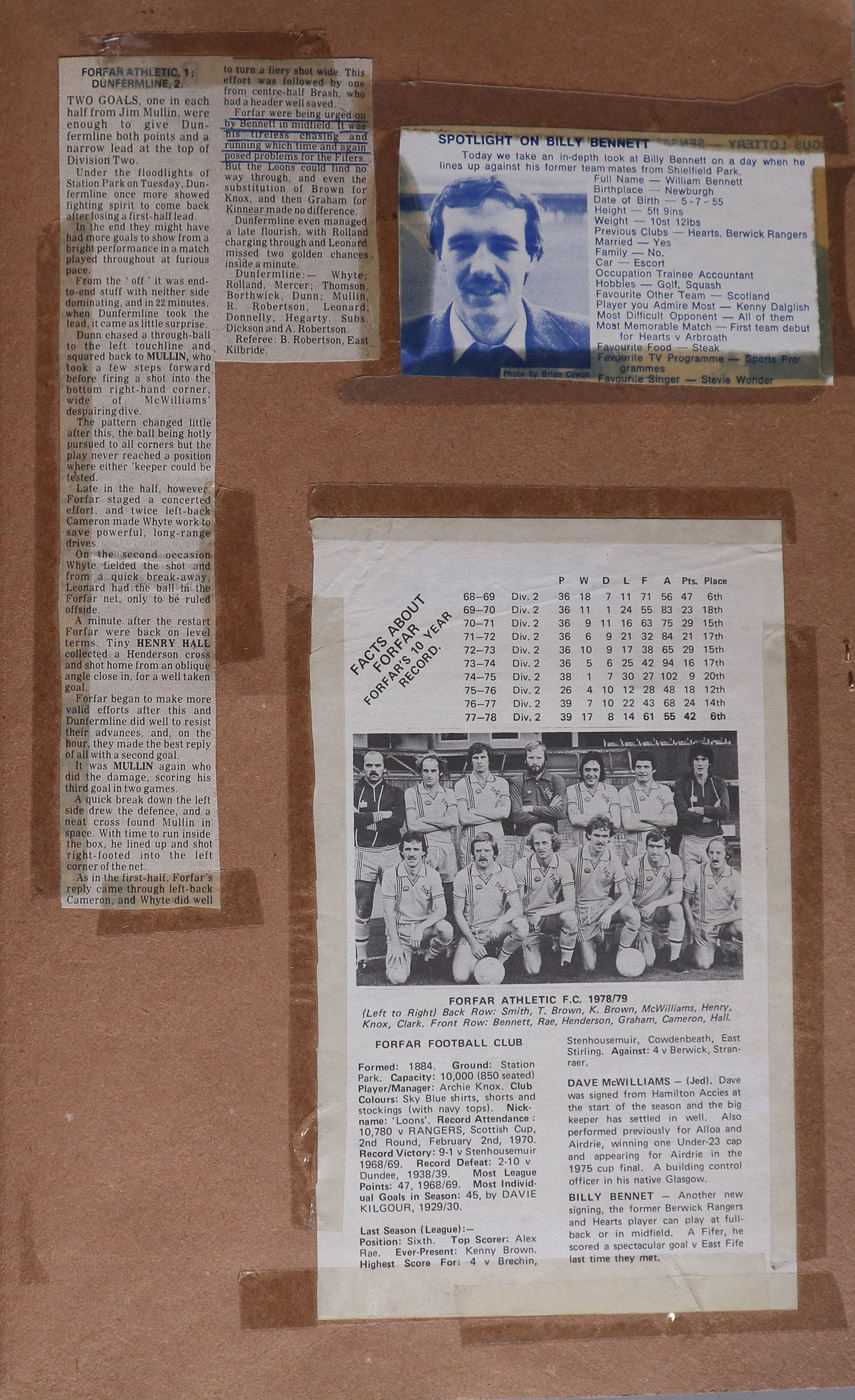 FORFAR ATHLETIC, 1;
DUNFERMLINE, 2.
TWO GOALS, one in each
half from Jim Mullin, were
enough to give Dun-
fermline both points and a
narrow lead at the top of
Division Two.
Under the floodlights of
Station Park on Tuesday, Dun-
fermline once more showed
fighting spirit to come back
after losing a first-half lead.
In the end they might have
had more goals to show from a
bright performance in a match
played throughout at furious
pace.
From the 'off' it was end-
to-end stuff with neither side
dominating, and in 22 minutes,
when Dunfermline took the
lead, it came as little surprise.
Dunn chased a through-ball
to the left touchline and
squared back to MULLIN, who
took a few steps forward
before firing a shot into the
bottom right-hand corner,
wide of McWilliams'
despairing dive.
The pattern changed little
after this, the ball being hotly
pursued to all corners but the
play never reached a position
where either 'keeper could be
tested.
Late in the half, however,
Forfar staged a concerted
effort, and twice left-back
Cameron made Whyte work to
save powerful, long-range
drives.
On the second occasion
Whyte fielded the shot and
from a quick break-away,
Leonard had the ball in the
Forfar net, only to be ruled
offside.
A minute after the restart
Forfar were back on level
terms. Tiny HENRY HALL
collected a Henderson cross
and shot home from an oblique
angle close in, for a well taken
goal.
Forfar began to make more
valid efforts after this and
Dunfermline did well to resist
their advances, and, on the
hour, they made the best reply
of all with a second goal.
It was MULLIN again who
did the damage, scoring his
third goal in two games.
A quick break down the left
side drew the defence, and a
neat cross found Mullin in
space. With time to run inside
the box, he lined up and shot
right-footed into the left
corner of the net.
As in the first-half, Forfar's
reply came through left-back
Cameron, and Whyte did well
to turn a fiery shot wide. This
effort was followed by one
from centre-half Brash, who
had a header well saved.
Forfar were being urged on
by Bennett in midfield. It was
his tireless chasing and
running which time and again
posed problems for the Fifers.
But the Loons could find no
way through, and even the
substitution of Brown for
Knox, and then Graham for
Kinnear made no difference.
Dunfermline even managed
a late flourish, with Rolland
charging through and Leonard
missed two golden chances
inside a minute.
Dunfermline:— Whyte;
Rolland, Mercer; Thomson,
Borthwick, Dunn; Mullin,
R. Robertson, Leonard,
Donnelly, Hegarty. Subs.
Dickson and A. Robertson.
Referee: B. Robertson, East
Kilbride.
SPOTLIGHT ON BILLY BENNETT
Today we take an in-depth look at Billy Bennett on a day when he
lines up against his former team mates from Shielfield Park.
Full Name — William Bennett
Birthplace — Newburgh
Date of Birth — 5-7-55
Height — 5ft 9ins
Weight — 10st 12lbs
Previous Clubs — Hearts, Berwick Rangers
Married — Yes
Family — No.
Car — Escort
Occupation Trainee Accountant
Hobbies — Golf, Squash
Favourite Other Team — Scotland
Player you Admire Most — Kenny Dalglish
Most Difficult Opponent — All of them
Most Memorable Match — First team debut
for Hearts v Arbroath
Favourite Food — Steak
Favourite TV Programme — Sports Pro
grammes
Favourite Singer — Stevie Wonder
Photo by Brian Cowan
FACTS ABOUT
FORFAR
FORFAR'S 10 YEAR
RECORD.
P W D L F A Pts. Place
68–69 Div. 2 36 18 7 11 71 56 47 6th
69–70 Div. 2 36 11 1 24 55 83 23 18th
70–71 Div. 2 36 9 11 16 63 75 29 15th
71–72 Div. 2 36 6 9 21 32 84 21 17th
72–73 Div. 2 36 10 9 17 38 65 29 15th
73–74 Div. 2 36 5 6 25 42 94 16 17th
74–75 Div. 2 38 1 7 30 27 102 9 20th
75–76 Div. 2 26 4 10 12 28 48 18 12th
76–77 Div. 2 39 7 10 22 43 68 24 14th
77–78 Div. 2 39 17 8 14 61 55 42 6th
FORFAR ATHLETIC F.C. 1978/79
(Left to Right) Back Row: Smith, T. Brown, K. Brown, McWilliams, Henry,
Knox, Clark. Front Row: Bennett, Rae, Henderson, Graham, Cameron, Hall.
FORFAR FOOTBALL CLUB
Formed: 1884. Ground: Station
Park. Capacity: 10,000 (850 seated)
Player/Manager: Archie Knox. Club
Colours: Sky Blue shirts, shorts and
stockings (with navy tops). Nick-
name: 'Loons'. Record Attendance:
10,780 v RANGERS, Scottish Cup,
2nd Round, February 2nd, 1970.
Record Victory: 9-1 v Stenhousemuir
1968/69. Record Defeat: 2-10 v
Dundee, 1938/39. Most League
Points: 47, 1968/69. Most Individ-
ual Goals in Season: 45, by DAVIE
KILGOUR, 1929/30.
Last Season (League):—
Position: Sixth. Top Scorer: Alex
Rae. Ever-Present: Kenny Brown.
Highest Score For: 4 v Brechin,
Stenhousemuir, Cowdenbeath, East
Stirling. Against: 4 v Berwick, Stran-
raer.
DAVE McWILLIAMS — (Jed). Dave
was signed from Hamilton Accies at
the start of the season and the big
keeper has settled in well. Also
performed previously for Alloa and
Airdrie, winning one Under-23 cap
and appearing for Airdrie in the
1975 cup final. A building control
officer in his native Glasgow.
BILLY BENNET — Another new
signing, the former Berwick Rangers
and Hearts player can play at full-
back or in midfield. A Fifer, he
scored a spectacular goal v East Fife
last time they met.